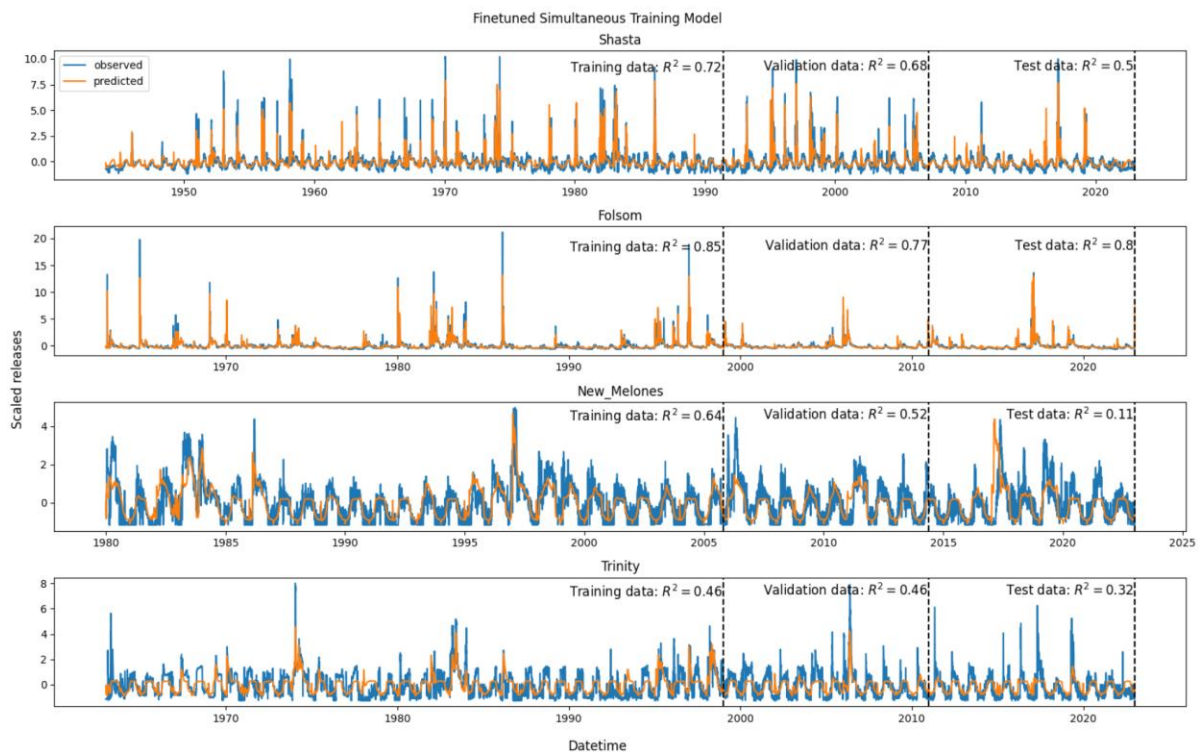 Finetuned Simultaneous Training Model
Shasta
observed
predicted
Training data: R² = 0.72
Validation data: R² = 0.68
Test data: R² = 0.5
10.0
7.5
5.0
2.5
0.0
1950 1960 1970 1980 1990 2000 2010 2020
Folsom
Training data: R² = 0.85
Validation data: R² = 0.77
Test data: R² = 0.8
20
15
10
5
0
1970 1980 1990 2000 2010 2020
Scaled releases
New_Melones
Training data: R² = 0.64
Validation data: R² = 0.52
Test data: R² = 0.11
4
2
0
1980 1985 1990 1995 2000 2005 2010 2015 2020 2025
Trinity
Training data: R² = 0.46
Validation data: R² = 0.46
Test data: R² = 0.32
8
6
4
2
0
1970 1980 1990 2000 2010 2020
Datetime